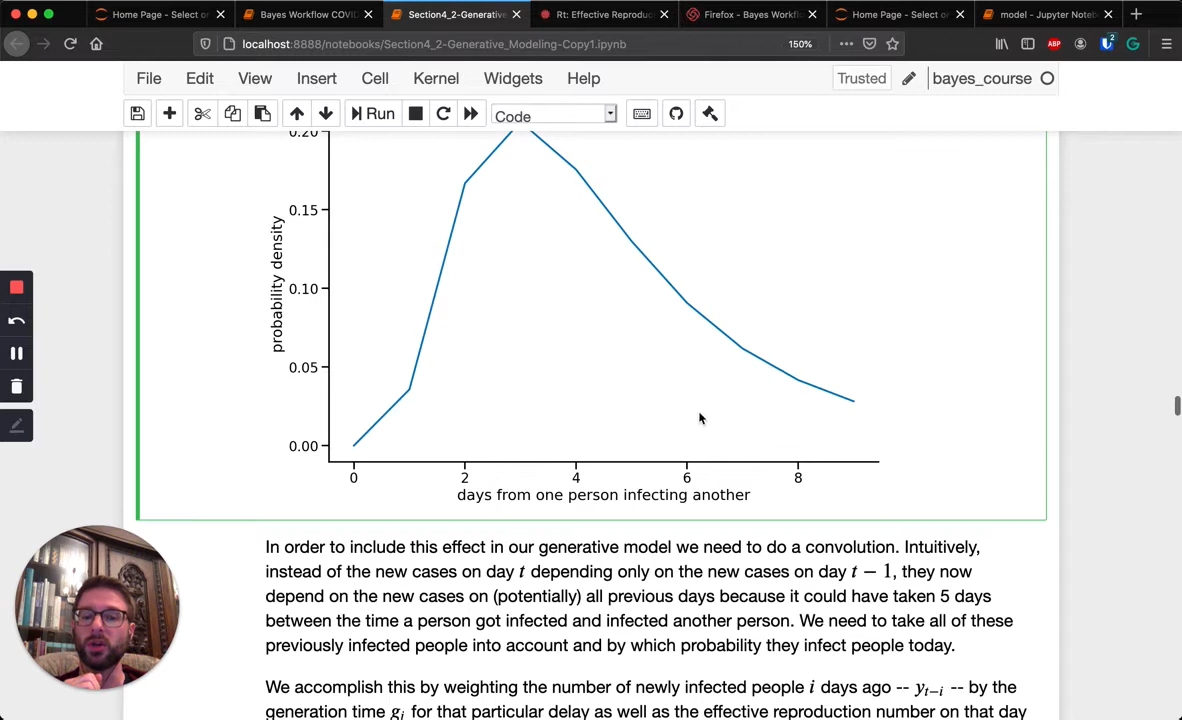 Home Page - Select or
Bayes Workflow COVI
Section4_2-Generative
Rt: Effective Reproduc
Firefox - Bayes Workfl
Home Page - Select or
model - Jupyter Noteb
localhost:8888/notebooks/Section4_2-Generative_Modeling-Copy1.ipynb
150%
ABP
2
File Edit View Insert Cell Kernel Widgets Help
Trusted
bayes_course
Run
Code
0.20
0.15
0.10
0.05
0.00
probability density
0 2 4 6 8
days from one person infecting another
In order to include this effect in our generative model we need to do a convolution. Intuitively,
instead of the new cases on day t depending only on the new cases on day t − 1, they now
depend on the new cases on (potentially) all previous days because it could have taken 5 days
between the time a person got infected and infected another person. We need to take all of these
previously infected people into account and by which probability they infect people today.
We accomplish this by weighting the number of newly infected people i days ago -- yₜ₋ᵢ -- by the
generation time gᵢ for that particular delay as well as the effective reproduction number on that day